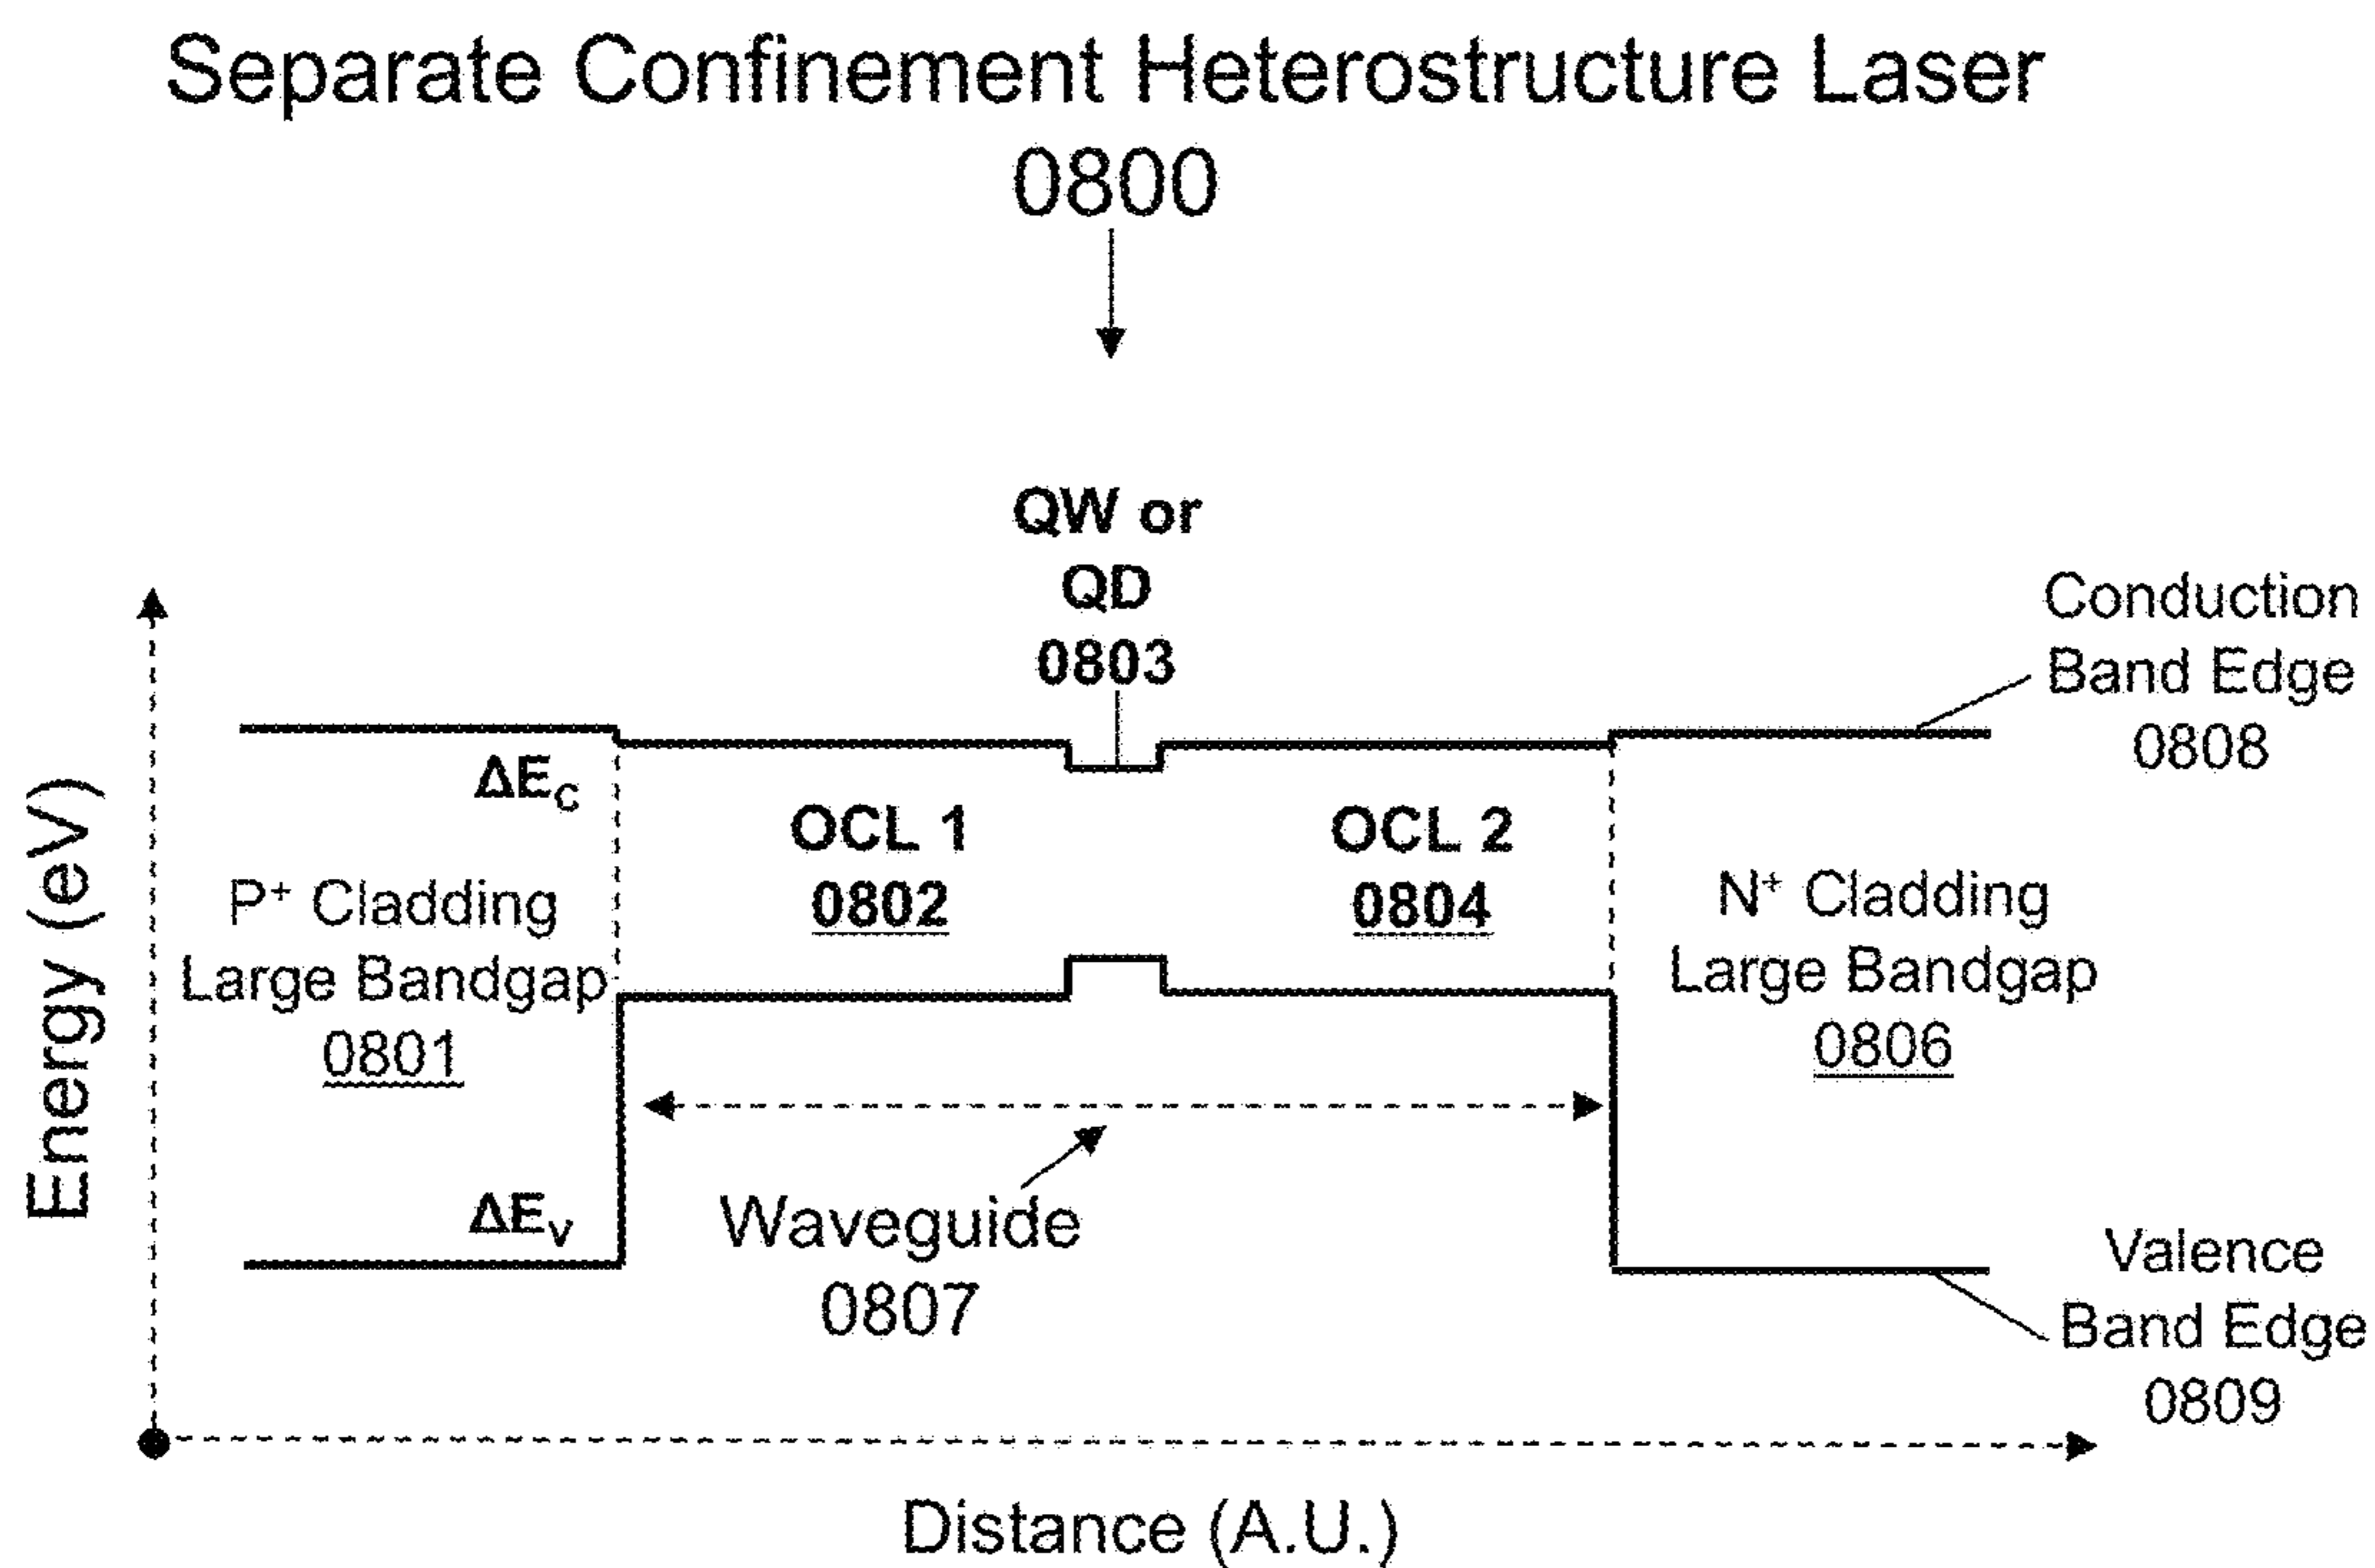 Separate Confinement Heterostructure Laser
0800
QW or
QD
0803
Conduction
Band Edge
0808
ΔEC
OCL 1
0802
OCL 2
0804
P+ Cladding
Large Bandgap
0801
N+ Cladding
Large Bandgap
0806
Energy (eV)
ΔEV
Waveguide
0807
Valence
Band Edge
0809
Distance (A.U.)